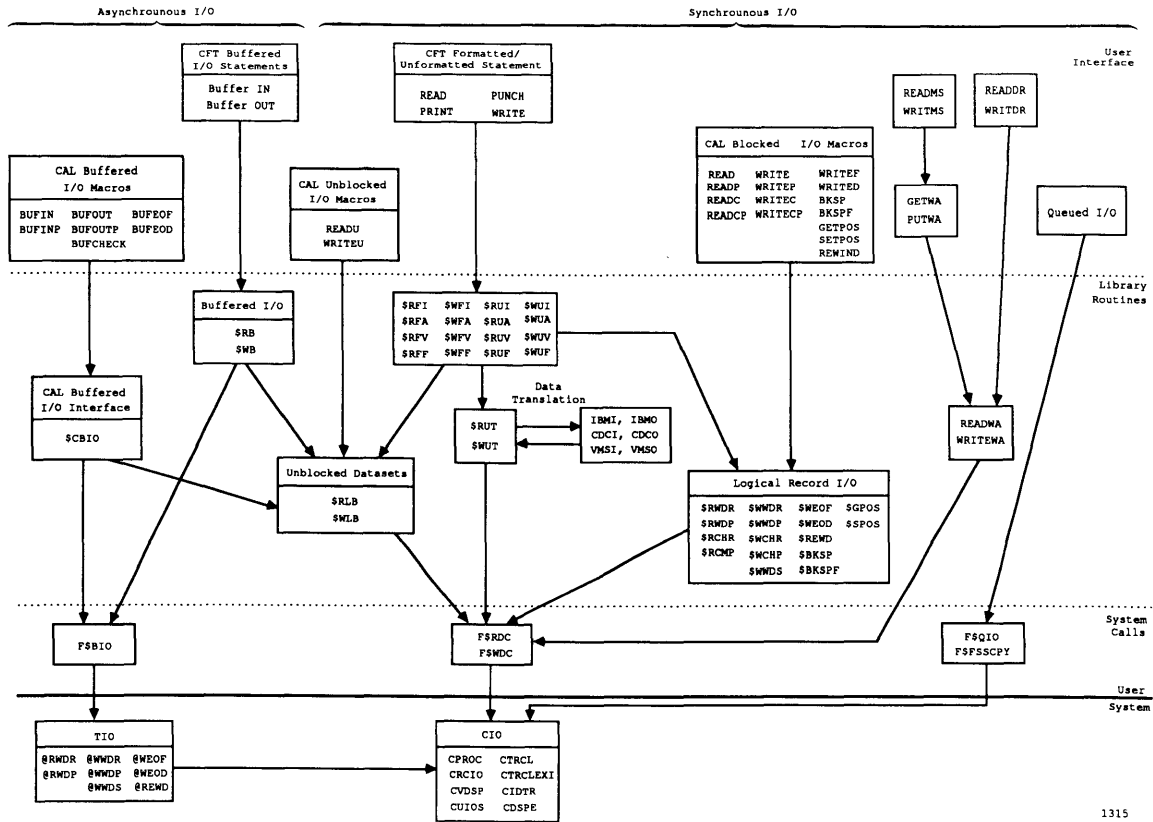 Asynchrounous I/O
Synchrounous I/O
User
Interface
CFT Buffered
I/O Statements
Buffer IN
Buffer OUT
CFT Formatted/
Unformatted Statement
READ PUNCH
PRINT WRITE
READMS
WRITMS
READDR
WRITDR
CAL Buffered
I/O Macros
BUFIN BUFOUT BUFEOF
BUFINP BUFOUTP BUFEOD
BUFCHECK
CAL Unblocked
I/O Macros
READU
WRITEU
CAL Blocked I/O Macros
READ WRITE WRITEF
READP WRITEP WRITED
READC WRITEC BKSP
READCP WRITECP BKSPF
GETPOS
SETPOS
REWIND
GETWA
PUTWA
Queued I/O
Library
Routines
Buffered I/O
$RB
$WB
$RFI $WFI $RUI $WUI
$RFA $WFA $RUA $WUA
$RFV $WFV $RUV $WUV
$RFF $WFF $RUF $WUF
CAL Buffered
I/O Interface
$CBIO
Data
Translation
$RUT
$WUT
IBMI, IBMO
CDCI, CDCO
VMSI, VMSO
READWA
WRITEWA
Unblocked Datasets
$RLB
$WLB
Logical Record I/O
$RWDR $WWDR $WEOF $GPOS
$RWDP $WWDP $WEOD $SPOS
$RCHR $WCHR $REWD
$RCMP $WCHP $BKSP
$WWDS $BKSPF
System
Calls
F$BIO
F$RDC
F$WDC
F$QIO
F$FSSCPY
User
System
TIO
@RWDR @WWDR @WEOF
@RWDP @WWDP @WEOD
@WWDS @REWD
CIO
CPROC CTRCL
CRCIO CTRCLEXI
CVDSP CIDTR
CUIOS CDSPE
1315